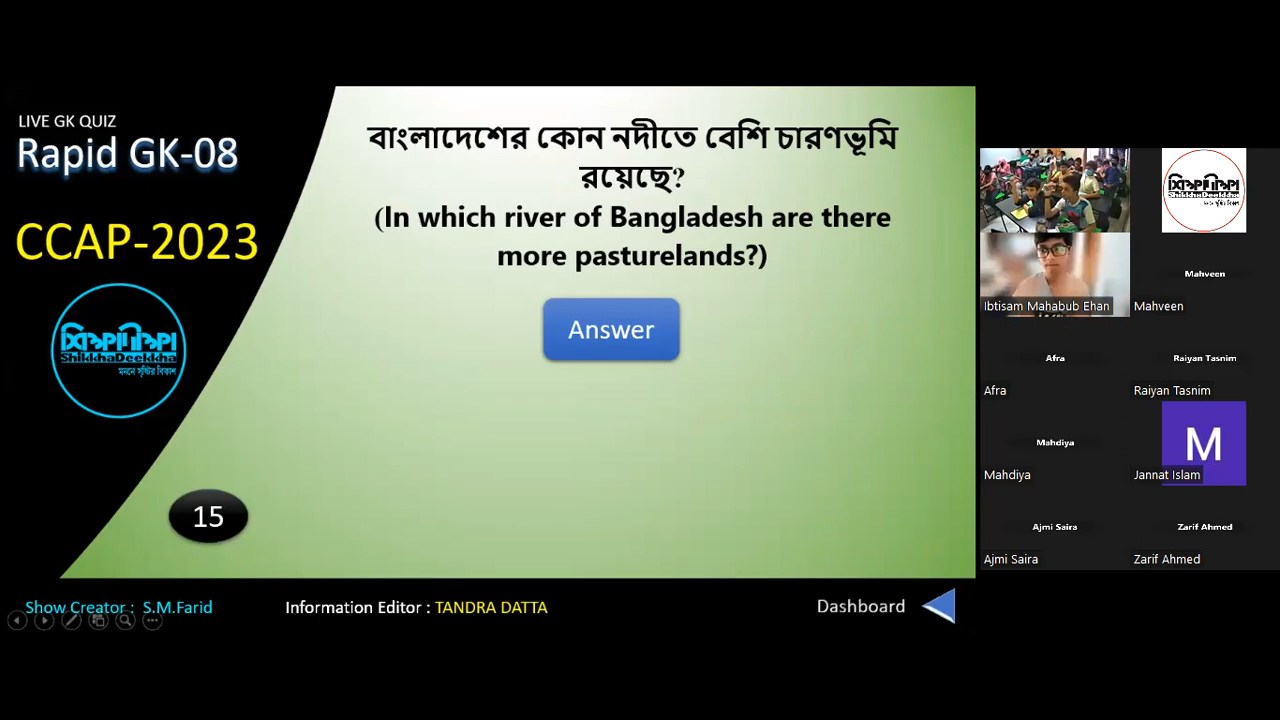 LIVE GK QUIZ
Rapid GK-08
CCAP-2023
শিক্ষাদীক্ষা
ShikkhaDeekkha
মননে সৃষ্টির বিকাশ
15
বাংলাদেশের কোন নদীতে বেশি চারণভূমি
রয়েছে?
(In which river of Bangladesh are there
more pasturelands?)
Answer
Show Creator : S.M.Farid
Information Editor : TANDRA DATTA
Dashboard
শিক্ষাদীক্ষা
Ibtisam Mahabub Ehan
Mahveen
Mahveen
Afra
Afra
Raiyan Tasnim
Raiyan Tasnim
Mahdiya
Mahdiya
M
Jannat Islam
Ajmi Saira
Ajmi Saira
Zarif Ahmed
Zarif Ahmed